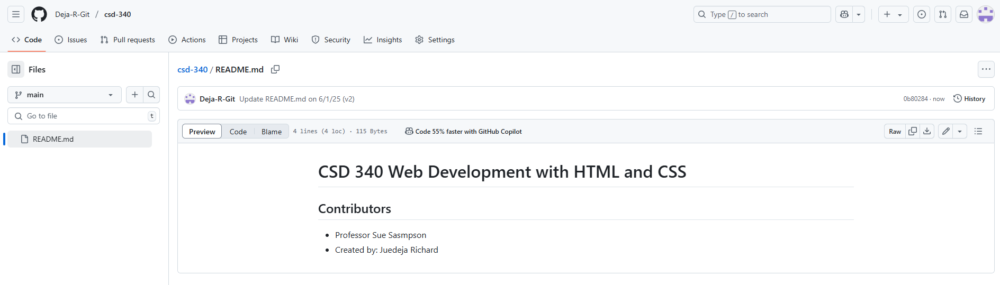 Deja-R-Git / csd-340
Type / to search
Code Issues Pull requests Actions Projects Wiki Security Insights Settings
Files
csd-340 / README.md
main
Deja-R-Git Update README.md on 6/1/25 (v2)
0b80284 · now History
Go to file t
Preview Code Blame 4 lines (4 loc) · 115 Bytes Code 55% faster with GitHub Copilot Raw
README.md
CSD 340 Web Development with HTML and CSS
Contributors
• Professor Sue Sasmpson
• Created by: Juedeja Richard